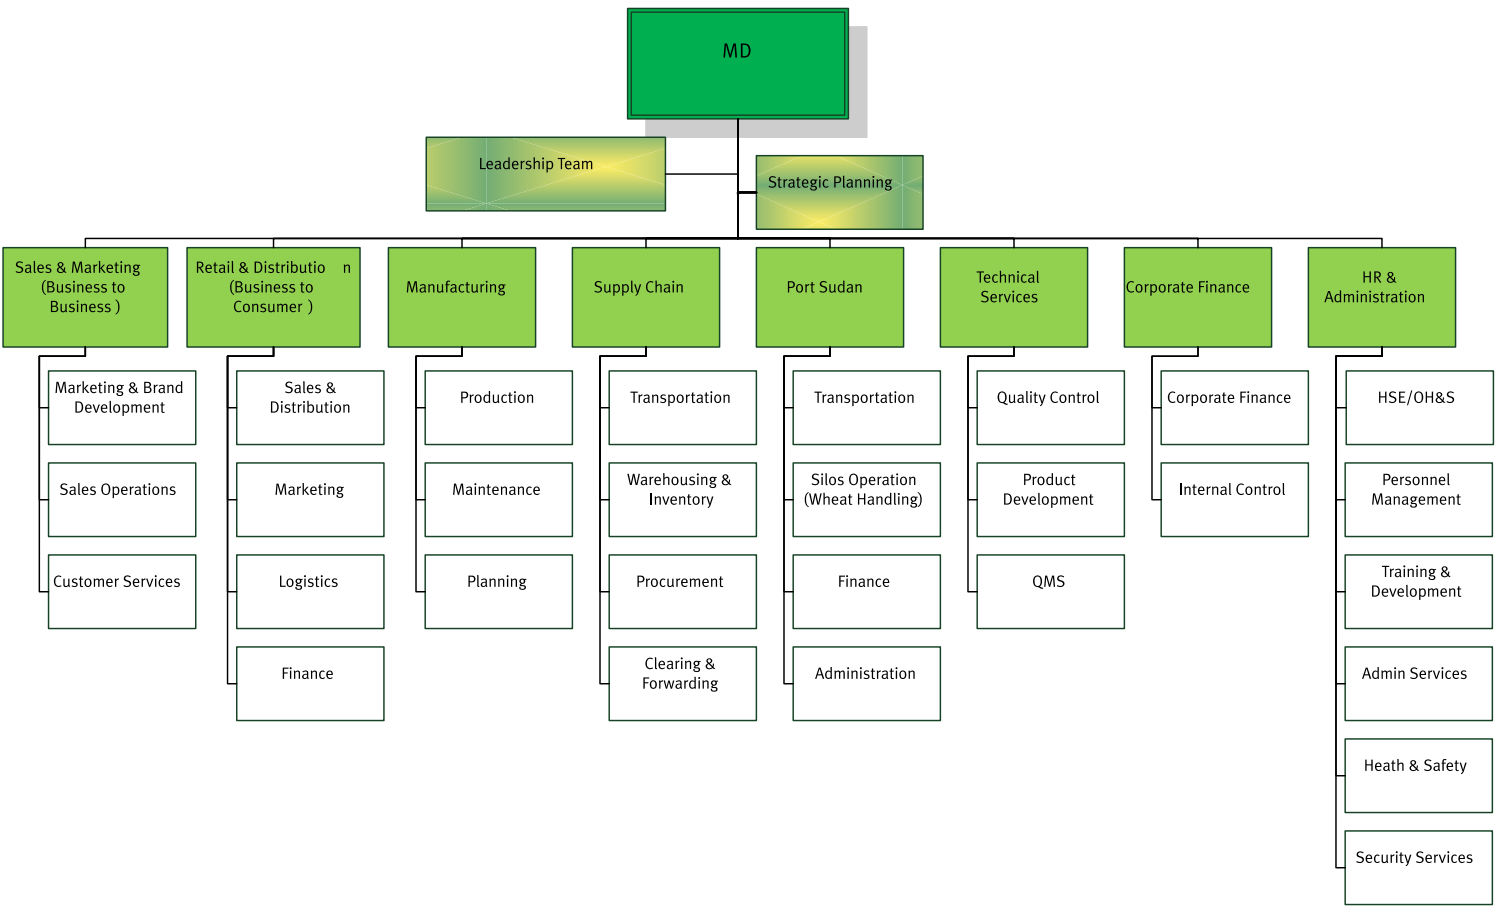 MD
Leadership Team
Strategic Planning
Sales & Marketing
(Business to
Business )
Retail & Distributio n
(Business to
Consumer )
Manufacturing
Supply Chain
Port Sudan
Technical
Services
Corporate Finance
HR &
Administration
Marketing & Brand
Development
Sales Operations
Customer Services
Sales &
Distribution
Marketing
Logistics
Finance
Production
Maintenance
Planning
Transportation
Warehousing &
Inventory
Procurement
Clearing &
Forwarding
Transportation
Silos Operation
(Wheat Handling)
Finance
Administration
Quality Control
Product
Development
QMS
Corporate Finance
Internal Control
HSE/OH&S
Personnel
Management
Training &
Development
Admin Services
Heath & Safety
Security Services